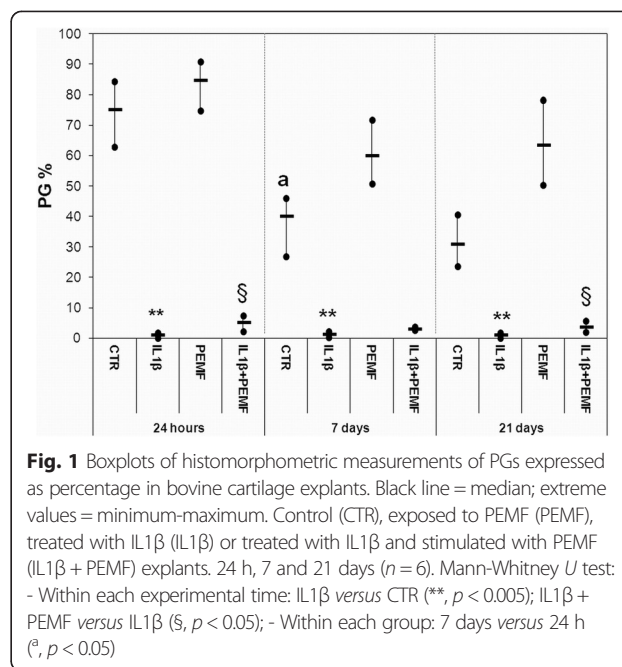 100
90
80
70
60
50
40
30
20
10
0
PG %
a
**
§
**
**
§
CTR
IL1β
PEMF
IL1β+PEMF
CTR
IL1β
PEMF
IL1β+PEMF
CTR
IL1β
PEMF
IL1β+PEMF
24 hours
7 days
21 days
Fig. 1 Boxplots of histomorphometric measurements of PGs expressed
as percentage in bovine cartilage explants. Black line = median; extreme
values = minimum-maximum. Control (CTR), exposed to PEMF (PEMF),
treated with IL1β (IL1β) or treated with IL1β and stimulated with PEMF
(IL1β + PEMF) explants. 24 h, 7 and 21 days (n = 6). Mann-Whitney U test:
- Within each experimental time: IL1β versus CTR (**, p < 0.005); IL1β +
PEMF versus IL1β (§, p < 0.05); - Within each group: 7 days versus 24 h
(ᵃ, p < 0.05)